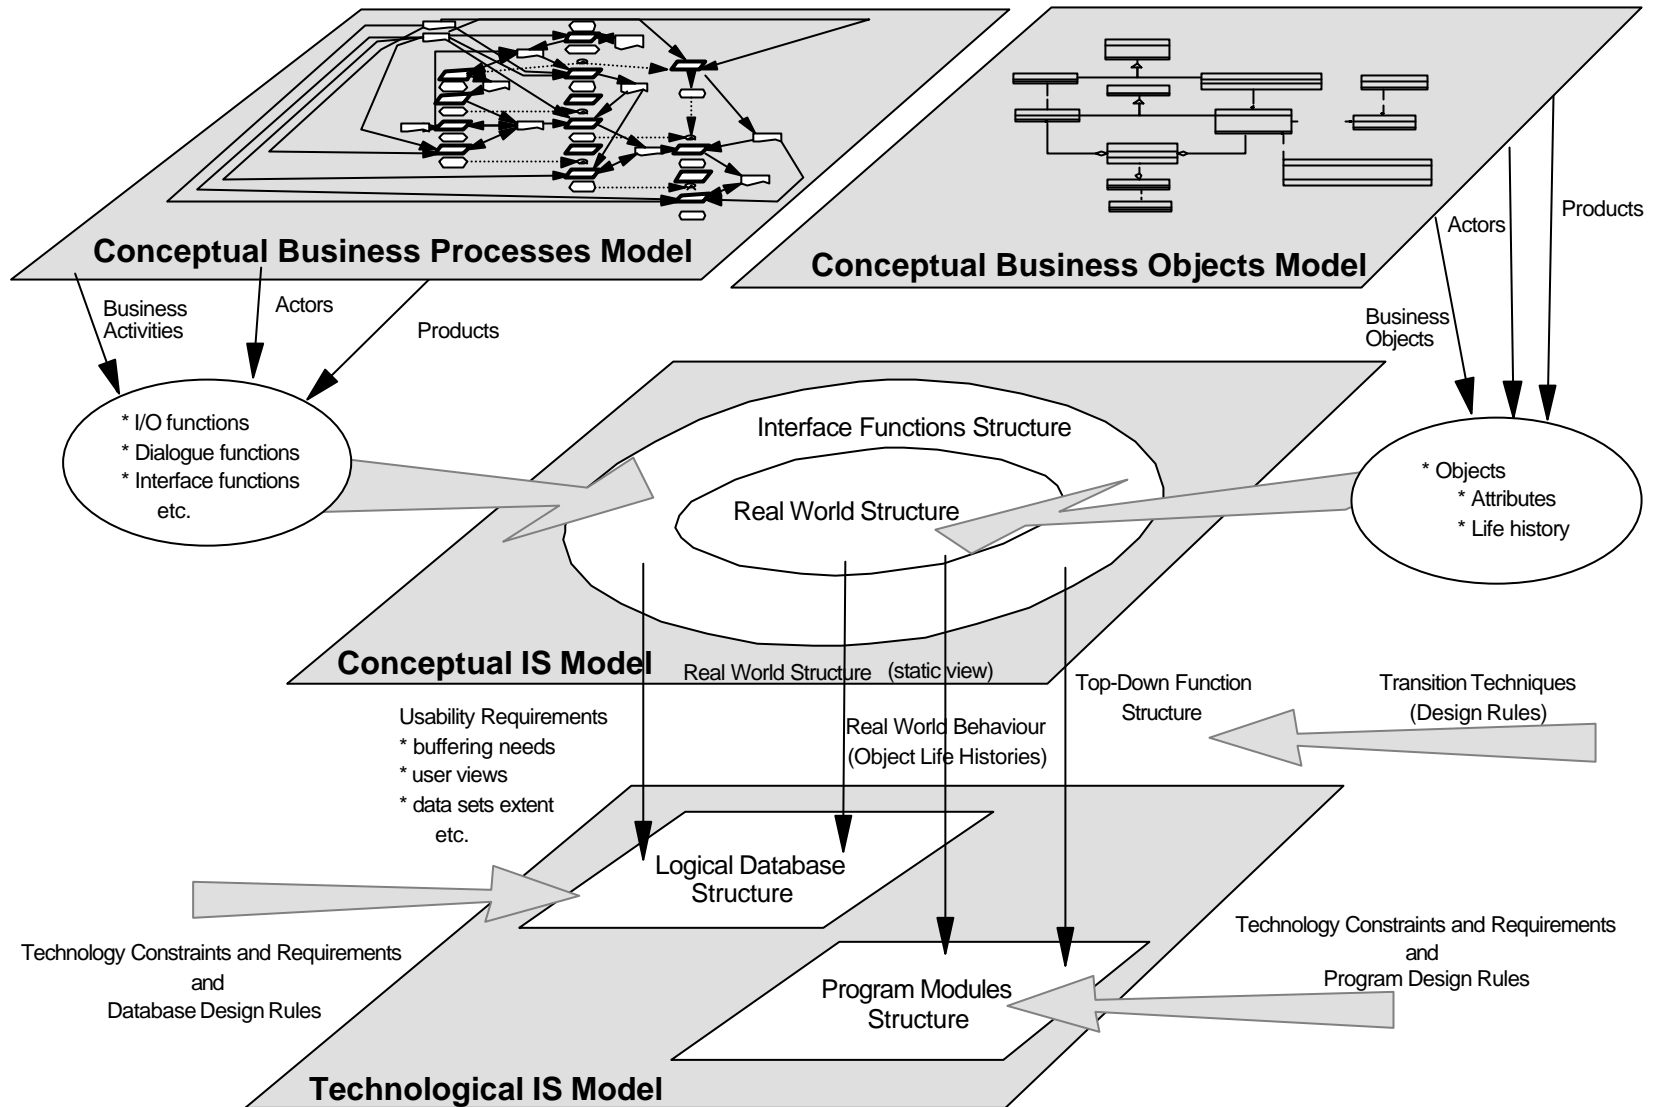 Conceptual Business Processes Model
Conceptual Business Objects Model
Business
Activities
Actors
Products
Actors
Products
Business
Objects
* I/O functions
* Dialogue functions
* Interface functions
etc.
Interface Functions Structure
Real World Structure
* Objects
* Attributes
* Life history
Conceptual IS Model
Real World Structure (static view)
Usability Requirements
* buffering needs
* user views
* data sets extent
etc.
Real World Behaviour
(Object Life Histories)
Top-Down Function
Structure
Transition Techniques
(Design Rules)
Logical Database
Structure
Technology Constraints and Requirements
and
Database Design Rules
Program Modules
Structure
Technology Constraints and Requirements
and
Program Design Rules
Technological IS Model